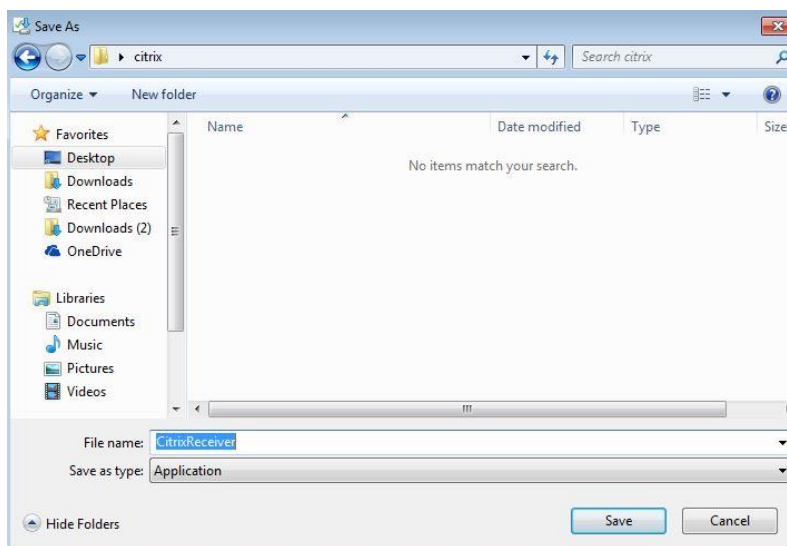 Save As
citrix
Search citrix
Organize New folder
Name Date modified Type Size
No items match your search.
Favorites
Desktop
Downloads
Recent Places
Downloads (2)
OneDrive
Libraries
Documents
Music
Pictures
Videos
File name: CitrixReceiver
Save as type: Application
Hide Folders Save Cancel